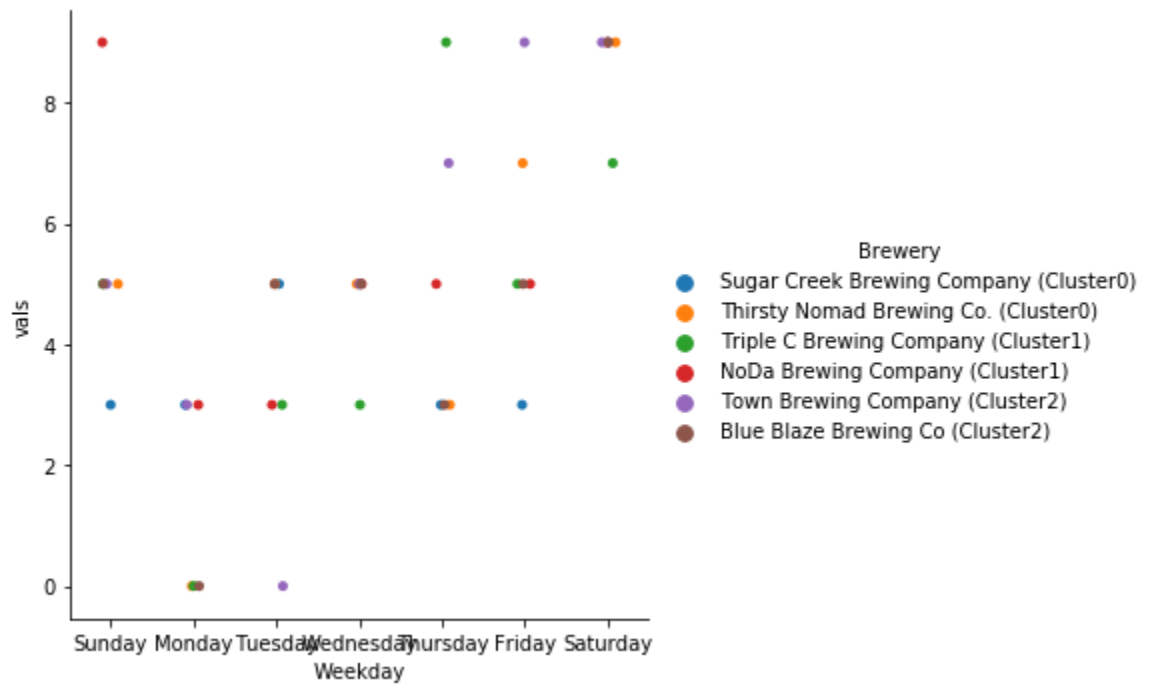 8
6
4
2
0
vals
Sunday Monday Tuesday Wednesday Thursday Friday Saturday
Weekday
Brewery
Sugar Creek Brewing Company (Cluster0)
Thirsty Nomad Brewing Co. (Cluster0)
Triple C Brewing Company (Cluster1)
NoDa Brewing Company (Cluster1)
Town Brewing Company (Cluster2)
Blue Blaze Brewing Co (Cluster2)